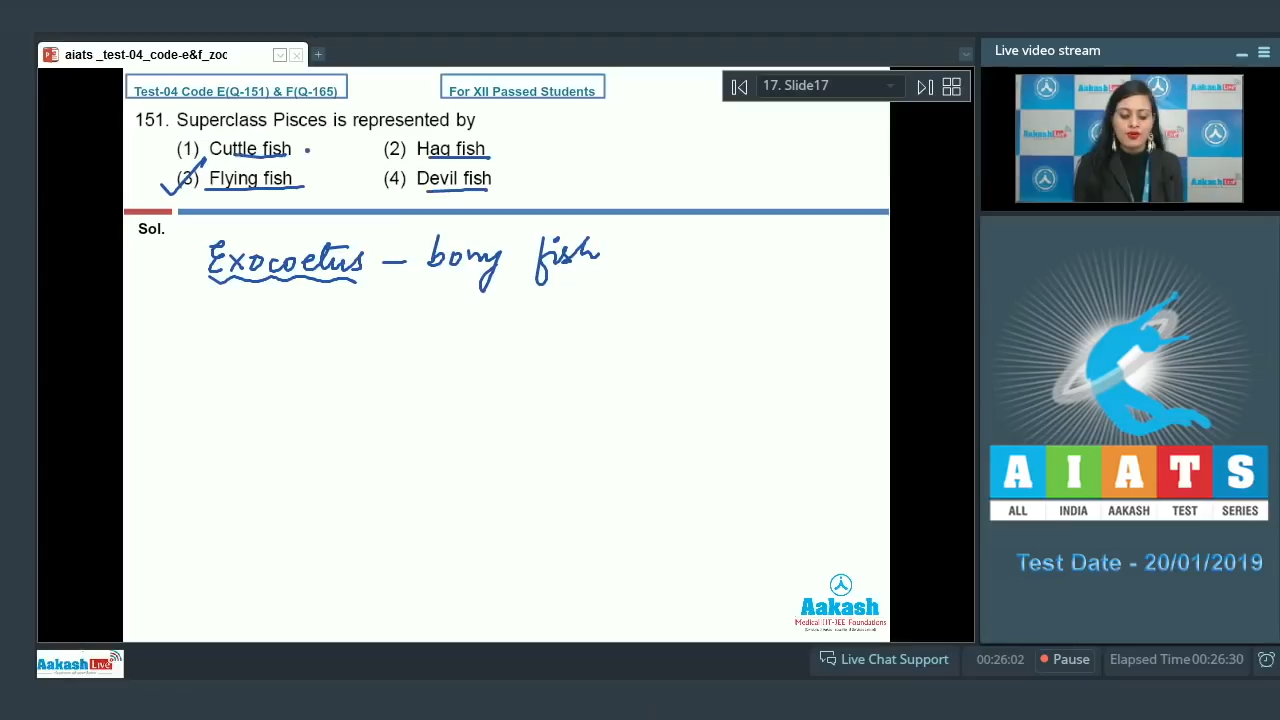 aiats _test-04_code-e&f_zoc
Live video stream
Test-04 Code E(Q-151) & F(Q-165)
For XII Passed Students
17. Slide17
151. Superclass Pisces is represented by
(1) Cuttle fish
(2) Hag fish
(3) Flying fish
(4) Devil fish
Sol.
Exocoetus – bony fish
AIATS
ALL INDIA AAKASH TEST SERIES
Test Date - 20/01/2019
Aakash
Medical|IIT-JEE|Foundations
Aakash Live
Live Chat Support
00:26:02
Pause
Elapsed Time 00:26:30